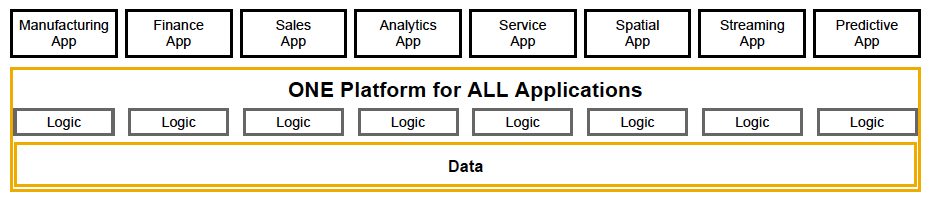 Manufacturing App
Finance App
Sales App
Analytics App
Service App
Spatial App
Streaming App
Predictive App
ONE Platform for ALL Applications
Logic
Logic
Logic
Logic
Logic
Logic
Logic
Logic
Data